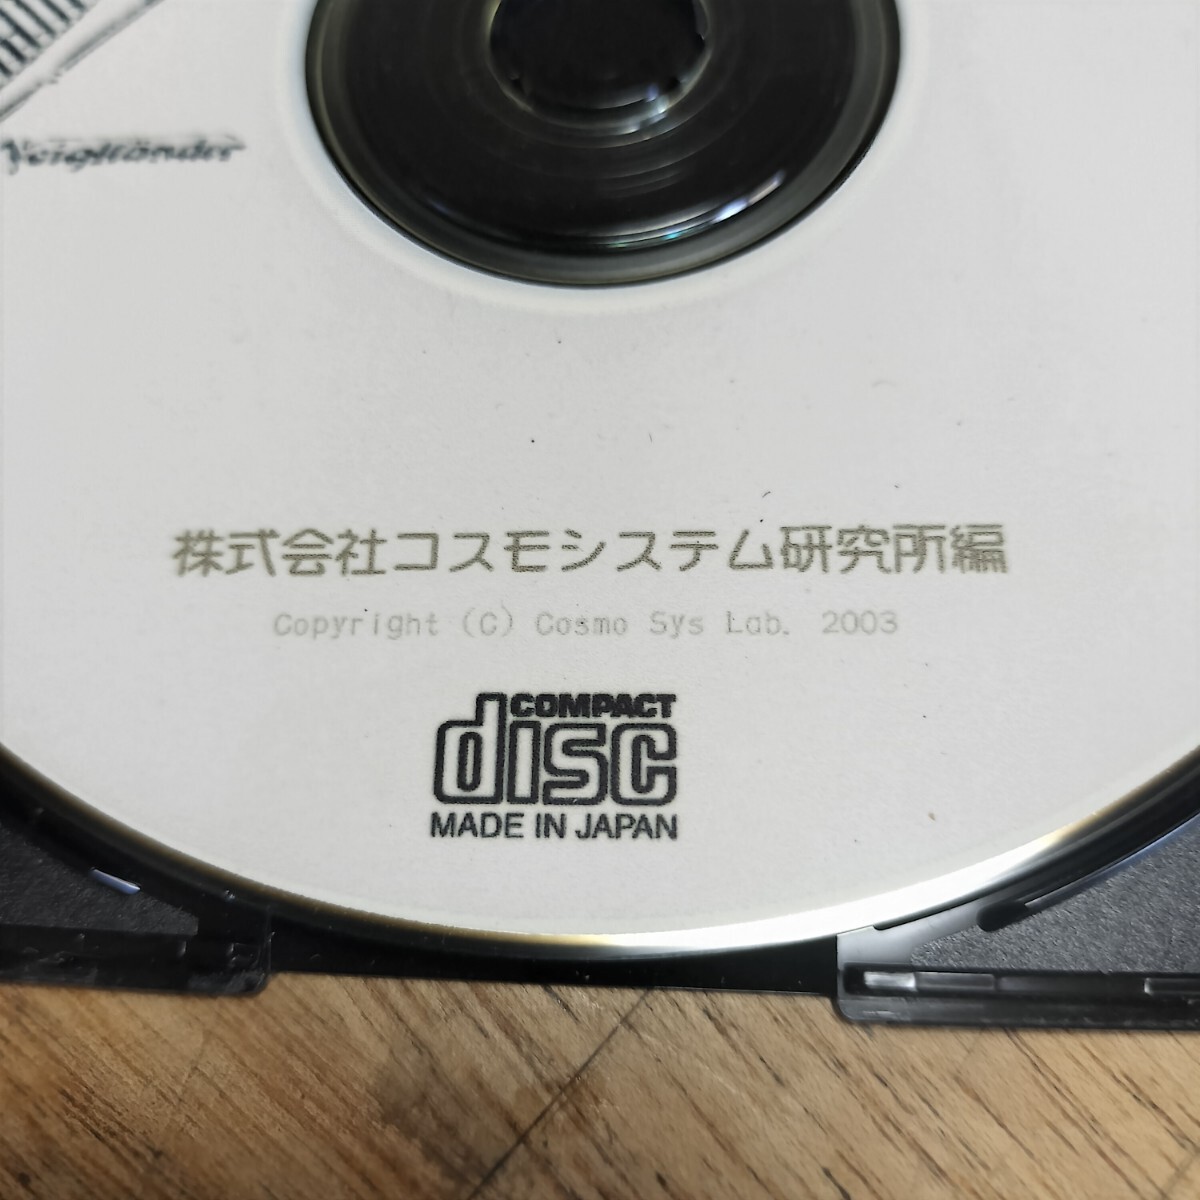 Voigtländer
株式会社コスモシステム研究所編
Copyright (C) Cosmo Sys Lab. 2003
COMPACT
disc
MADE IN JAPAN